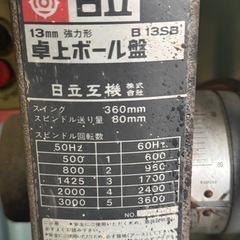 日立
13mm 強力形 B 13SB
卓上ボール盤
日立工機 株式会社
スイング 360mm
スピンドル送り量 80mm
スピンドル回転数
50Hz 60Hz
500 1 600
800 2 960
1425 3 1700
2000 4 2400
3000 5 3600
No.